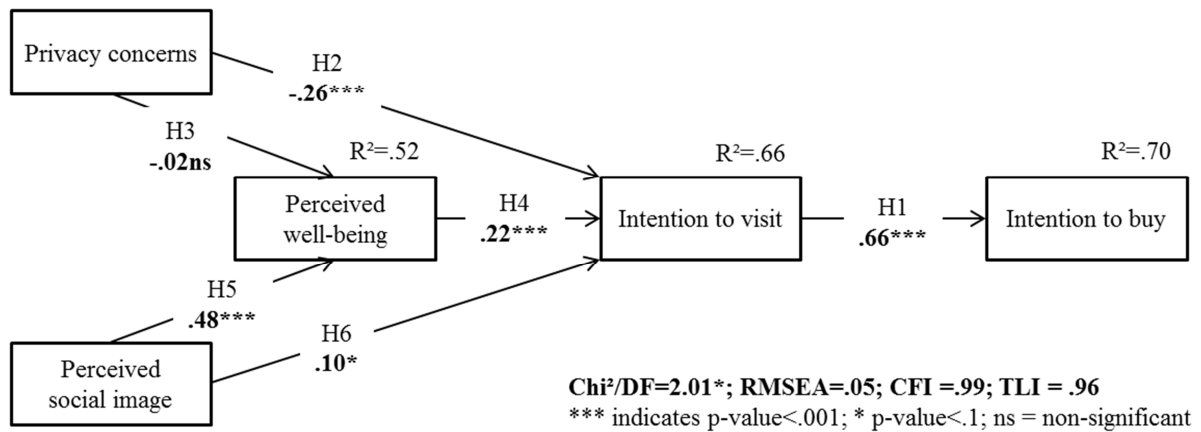 Privacy concerns
H2
-.26***
H3
-.02ns
R²=.52
R²=.66
R²=.70
Perceived
well-being
H4
.22***
Intention to visit
H1
.66***
Intention to buy
H5
.48***
H6
.10*
Perceived
social image
Chi²/DF=2.01*; RMSEA=.05; CFI =.99; TLI = .96
*** indicates p-value<.001; * p-value<.1; ns = non-significant